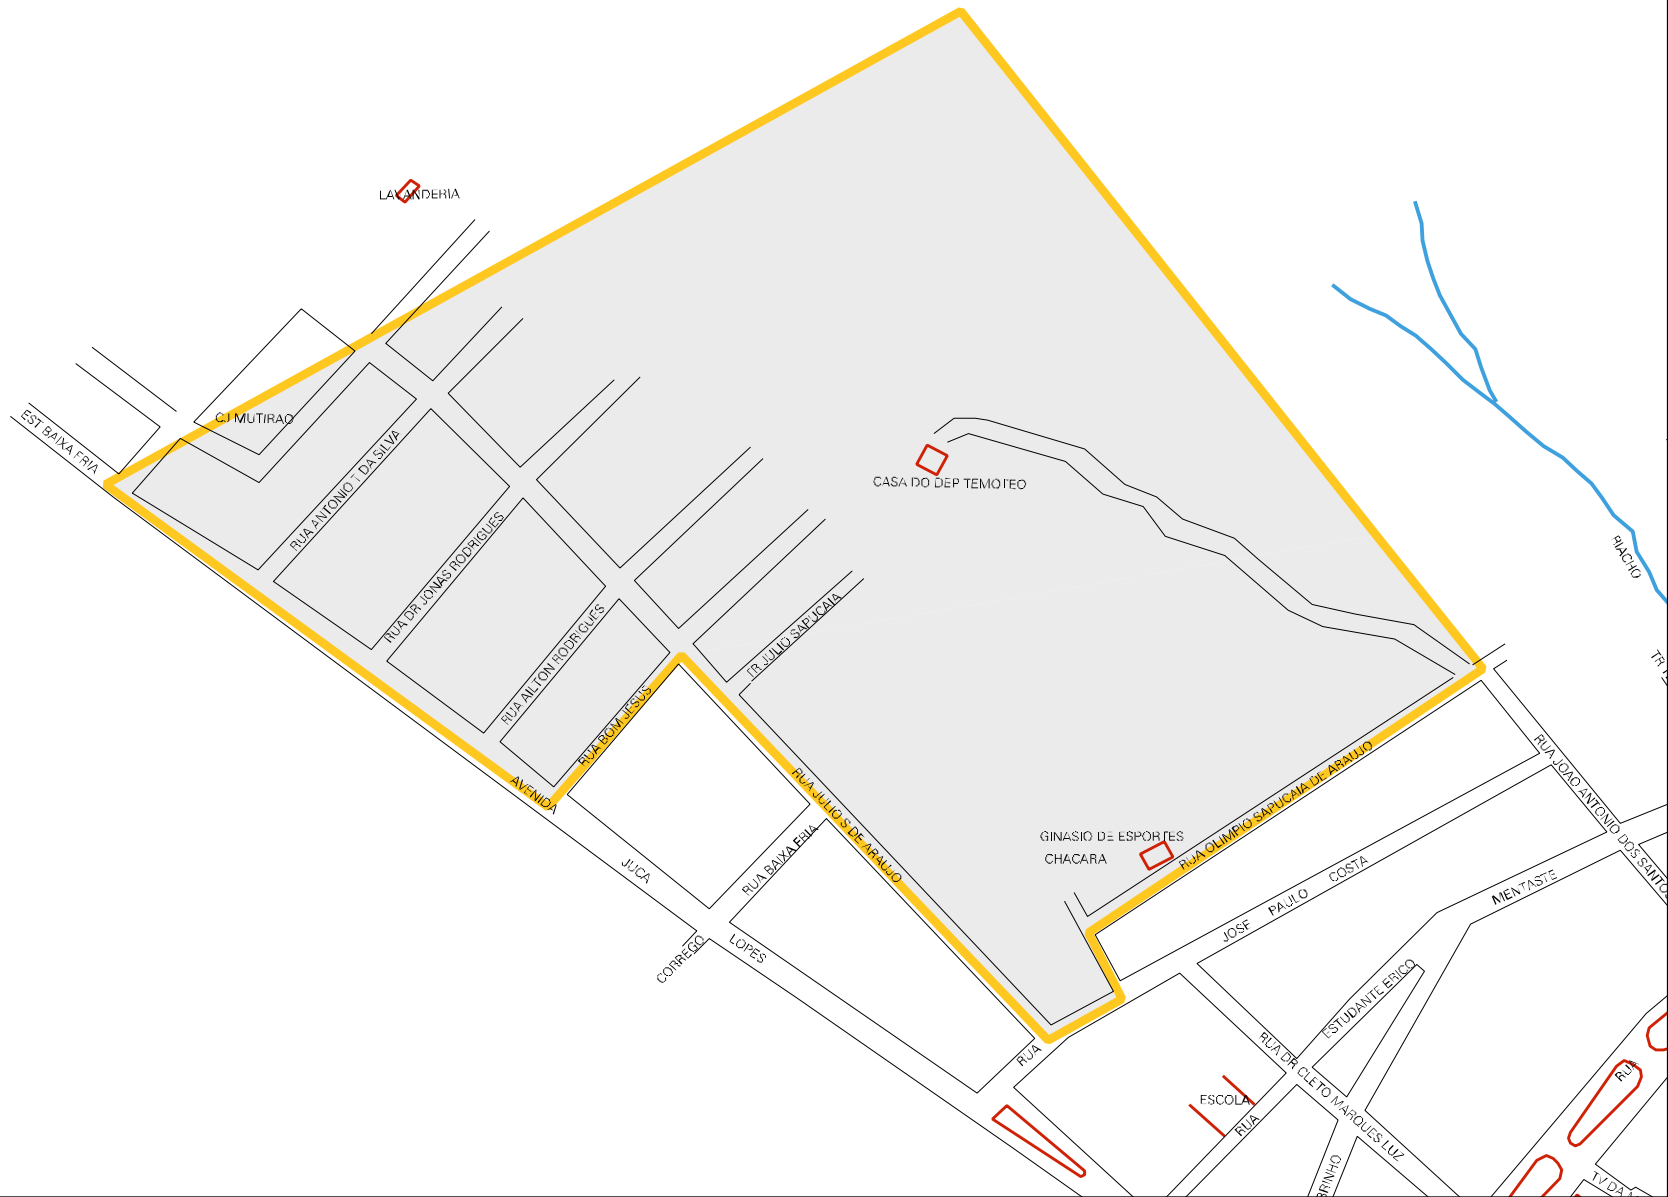 LAVANDERIA
CJ MUTIRAO
EST BAIXA FRIA
RUA ANTONIO T DA SILVA
CASA DO DEP TEMOTEO
RUA DR JONAS RODRIGUES
RIACHO
RUA AILTON RODRIGUES
TR JULIO SAPUCAIA
RUA BOM JESUS
AVENIDA
JUCA
LOPES
RUA JULIO S DE ARAUJO
RUA BAIXA FRIA
CORREGO
GINASIO DE ESPORTES
CHACARA
RUA OLIMPIO SAPUCAIA DE ARAUJO
RUA JOAO ANTONIO DOS SANTOS
RUA
JOSE PAULO COSTA
MENTASTE
ESTUDANTE ERICO
RUA DR CLETO MARQUES LUZ
ESCOLA
RUA
RUA
TR
TV DA